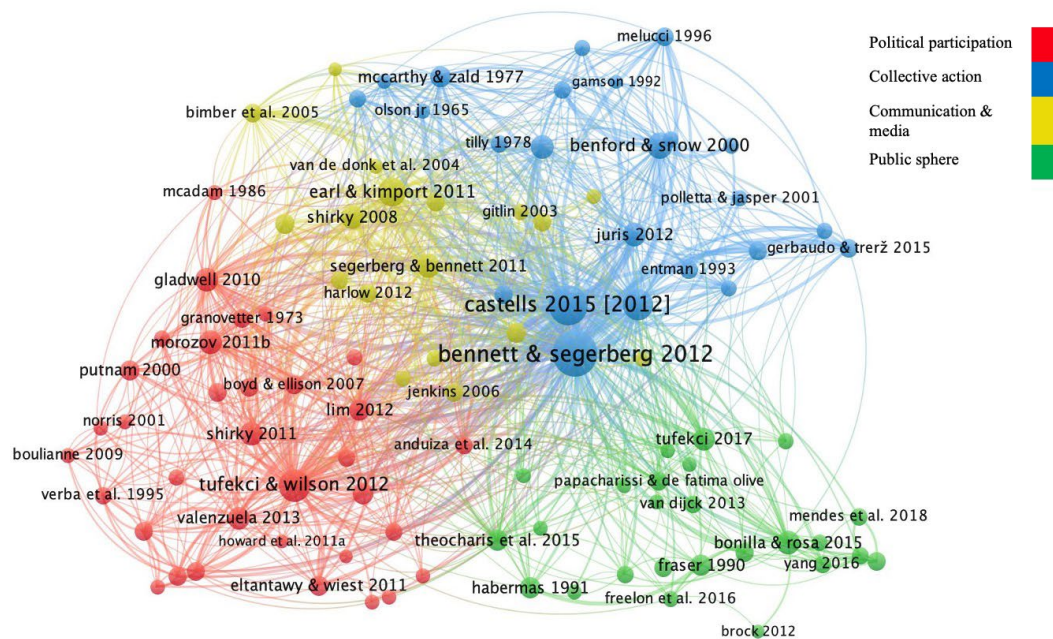 melucci 1996
Political participation
mccarthy & zald 1977
gamson 1992
Collective action
bimber et al. 2005
olson jr 1965
Communication &
media
tilly 1978
benford & snow 2000
Public sphere
van de donk et al. 2004
mcadam 1986
earl & kimport 2011
polletta & jasper 2001
shirky 2008
gitlin 2003
juris 2012
gerbaudo & trerž 2015
segerberg & bennett 2011
entman 1993
gladwell 2010
harlow 2012
castells 2015 [2012]
granovetter 1973
morozov 2011b
bennett & segerberg 2012
putnam 2000
boyd & ellison 2007
jenkins 2006
lim 2012
norris 2001
shirky 2011
anduiza et al. 2014
tufekci 2017
boulianne 2009
tufekci & wilson 2012
papacharissi & de fatima olive
verba et al. 1995
van dijck 2013
valenzuela 2013
mendes et al. 2018
howard et al. 2011a
theocharis et al. 2015
bonilla & rosa 2015
yang 2016
fraser 1990
eltantawy & wiest 2011
habermas 1991
freelon et al. 2016
brock 2012